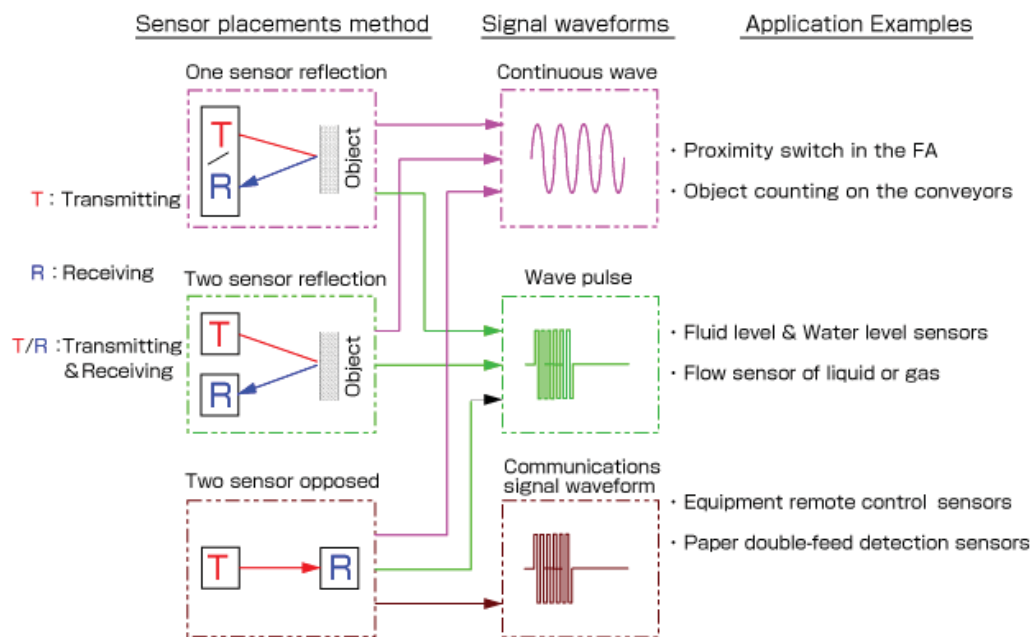 Sensor placements method
Signal waveforms
Application Examples
One sensor reflection
Continuous wave
T
/
R
Object
・Proximity switch in the FA
・Object counting on the conveyors
T : Transmitting
R : Receiving
T/R : Transmitting
& Receiving
Two sensor reflection
Wave pulse
T
R
Object
・Fluid level & Water level sensors
・Flow sensor of liquid or gas
Two sensor opposed
Communications
signal waveform
T
R
・Equipment remote control sensors
・Paper double-feed detection sensors